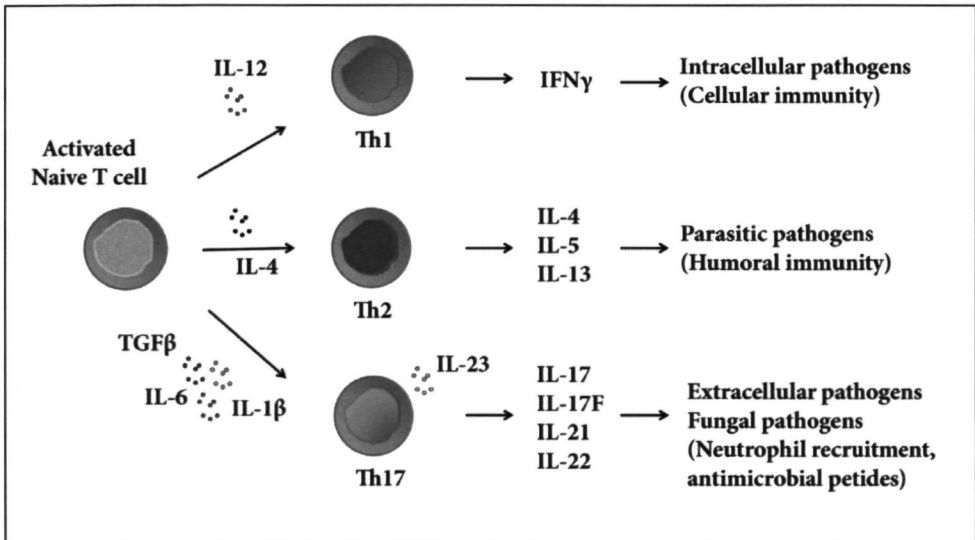 IL-12
Th1
IFNγ
Intracellular pathogens
(Cellular immunity)
Activated
Naive T cell
IL-4
Th2
IL-4
IL-5
IL-13
Parasitic pathogens
(Humoral immunity)
TGFβ
IL-6
IL-1β
IL-23
Th17
IL-17
IL-17F
IL-21
IL-22
Extracellular pathogens
Fungal pathogens
(Neutrophil recruitment,
antimicrobial petides)